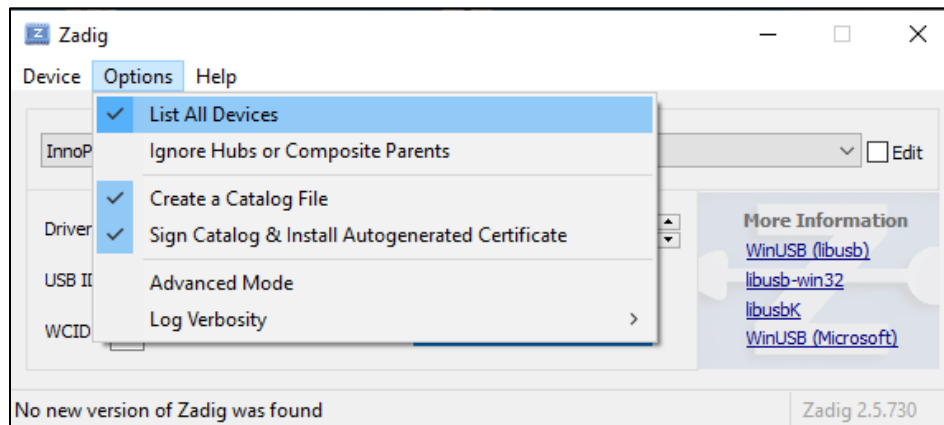 Zadig
Device Options Help
List All Devices
Ignore Hubs or Composite Parents
InnoP
Edit
Create a Catalog File
Sign Catalog & Install Autogenerated Certificate
Driver
USB ID
WCID
Advanced Mode
Log Verbosity
More Information
WinUSB (libusb)
libusb-win32
libusbK
WinUSB (Microsoft)
No new version of Zadig was found
Zadig 2.5.730